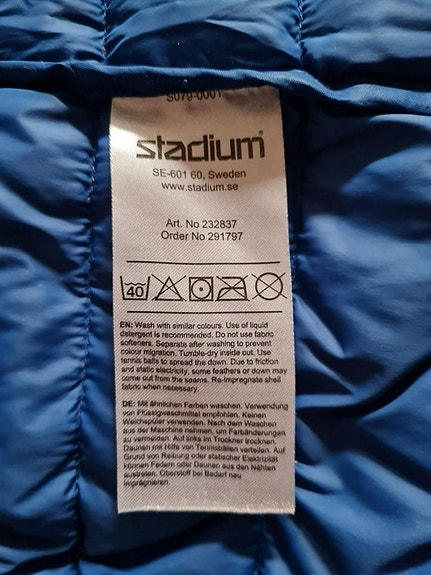 S079-0001
stadium
SE-601 60, Sweden
www.stadium.se
Art. No 232837
Order No 291797
40
EN: Wash with similar colours. Use of liquid
detergent is recommended. Do not use fabric
softeners. Separate after washing to prevent
colour migration. Tumble-dry inside out. Use
tennis balls to spread the down. Due to friction
and static electricity, some feathers or down may
come out from the seams. Re-impregnate shell
fabric when necessary.
DE: Mit ähnlichen Farben waschen. Verwendung
von Flüssigwaschmittel empfohlen. Keinen
Weichspüler verwenden. Nach dem Waschen
aus der Maschine nehmen, um Farbänderungen
zu vermeiden. Auf links im Trockner trocknen.
Daunen mit Hilfe von Tennisbällen verteilen. Auf
Grund von Reibung oder statischer Elektrizität
können Federn oder Daunen aus den Nähten
austreten. Oberstoff bei Bedarf neu
imprägnieren.